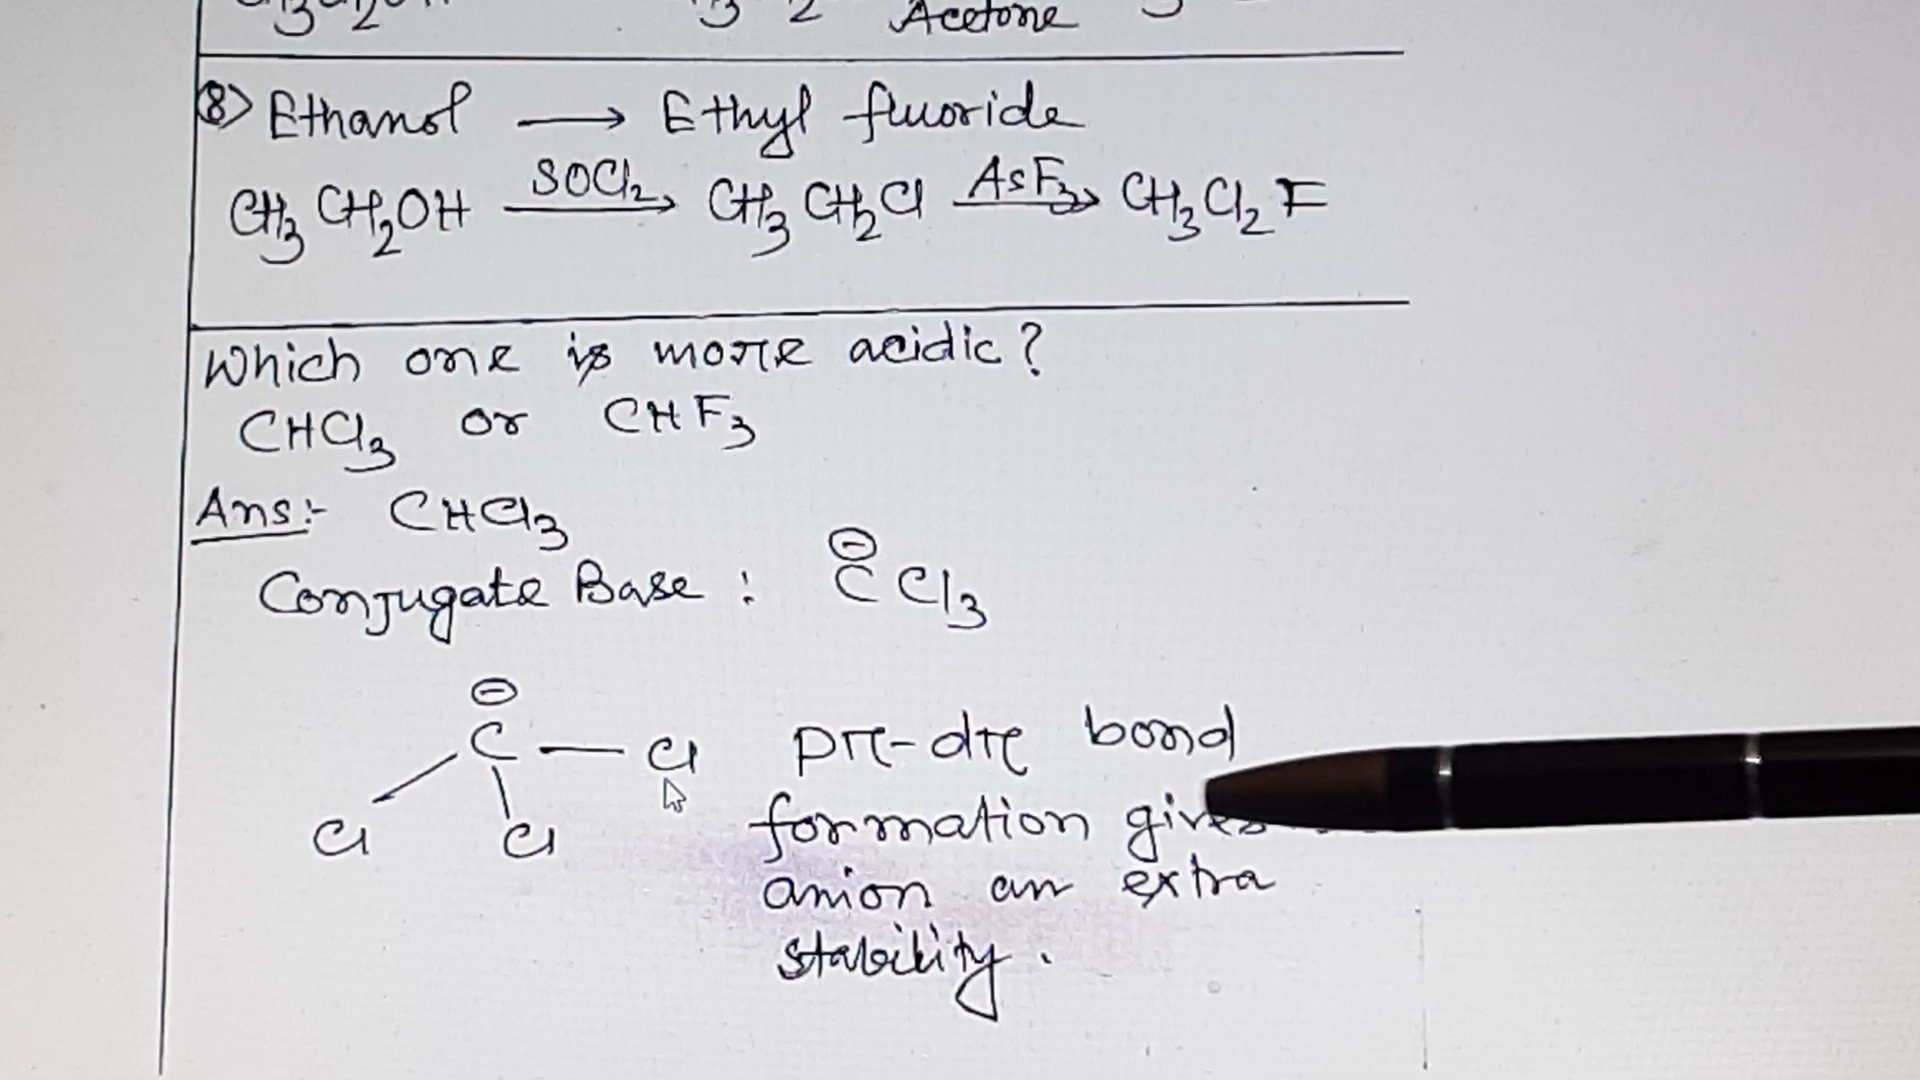 Acetone
8) Ethanol → Ethyl fluoride
CH3CH2OH SOCl2→ CH3CH2Cl AsF3→ CH3Cl2F
Which one is more acidic?
CHCl3 or CHF3
Ans:- CHCl3
Conjugate Base : ⊖CCl3
⊖
C — Cl pπ-dπ bond
Cl Cl formation gives
anion an extra
stability.